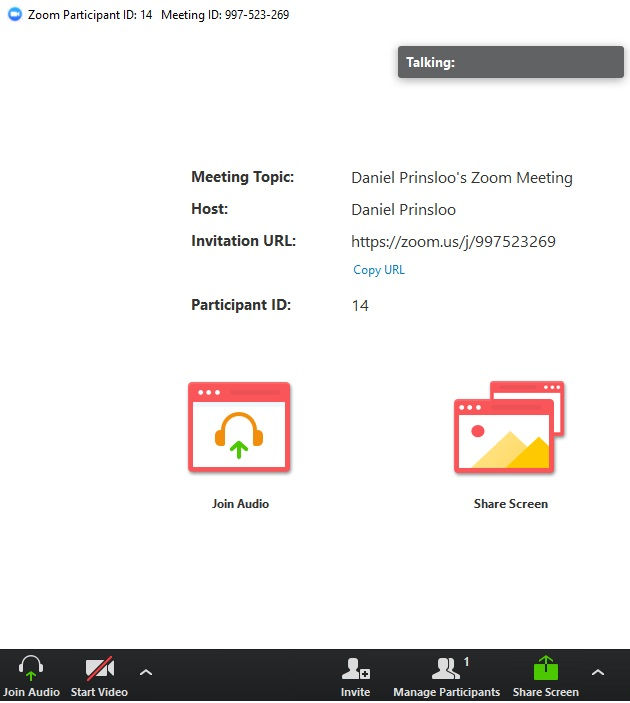 Zoom Participant ID: 14 Meeting ID: 997-523-269
Talking:
Meeting Topic: Daniel Prinsloo's Zoom Meeting
Host: Daniel Prinsloo
Invitation URL: https://zoom.us/j/997523269
Copy URL
Participant ID: 14
Join Audio Share Screen
1
Join Audio Start Video Invite Manage Participants Share Screen